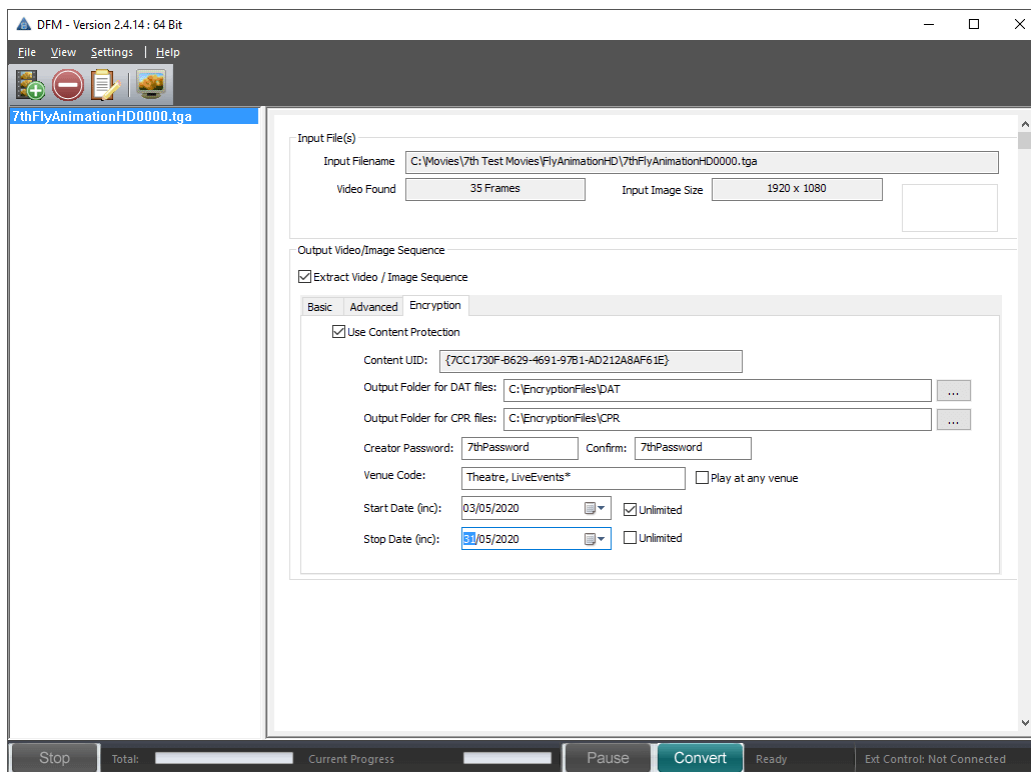 DFM - Version 2.4.14 : 64 Bit
File View Settings | Help
7thFlyAnimationHD0000.tga
Input File(s)
Input Filename C:\Movies\7th Test Movies\FlyAnimationHD\7thFlyAnimationHD0000.tga
Video Found 35 Frames Input Image Size 1920 x 1080
Output Video/Image Sequence
Extract Video / Image Sequence
Basic Advanced Encryption
Use Content Protection
Content UID: {7CC1730F-B629-4691-97B1-AD212A8AF61E}
Output Folder for DAT files: C:\EncryptionFiles\DAT ...
Output Folder for CPR files: C:\EncryptionFiles\CPR ...
Creator Password: 7thPassword Confirm: 7thPassword
Venue Code: Theatre, LiveEvents* Play at any venue
Start Date (inc): 03/05/2020 Unlimited
Stop Date (inc): 31/05/2020 Unlimited
Stop Total: Current Progress Pause Convert Ready Ext Control: Not Connected